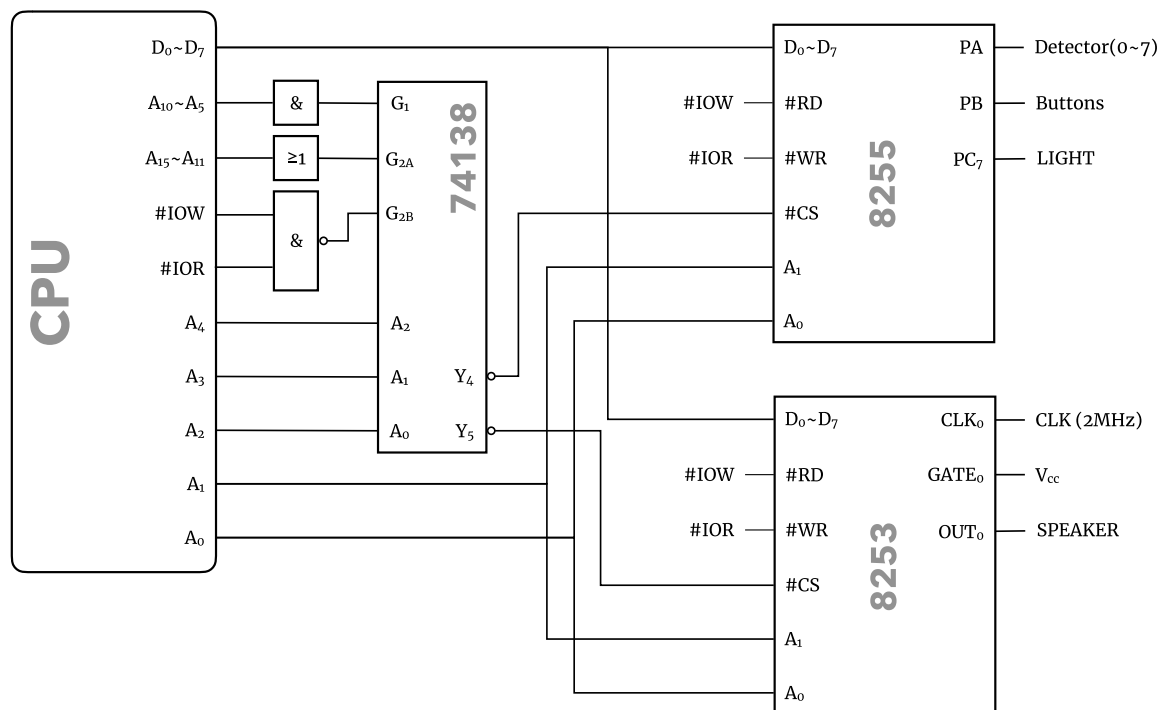 CPU
D₀~D₇
A₁₀~A₅
A₁₅~A₁₁
#IOW
#IOR
A₄
A₃
A₂
A₁
A₀
&
≥1
&
74138
G₁
G₂A
G₂B
A₂
A₁
A₀
Y₄
Y₅
8255
D₀~D₇
#IOW
#RD
#IOR
#WR
#CS
A₁
A₀
PA
Detector(0~7)
PB
Buttons
PC₇
LIGHT
8253
D₀~D₇
#IOW
#RD
#IOR
#WR
#CS
A₁
A₀
CLK₀
CLK (2MHz)
GATE₀
Vcc
OUT₀
SPEAKER